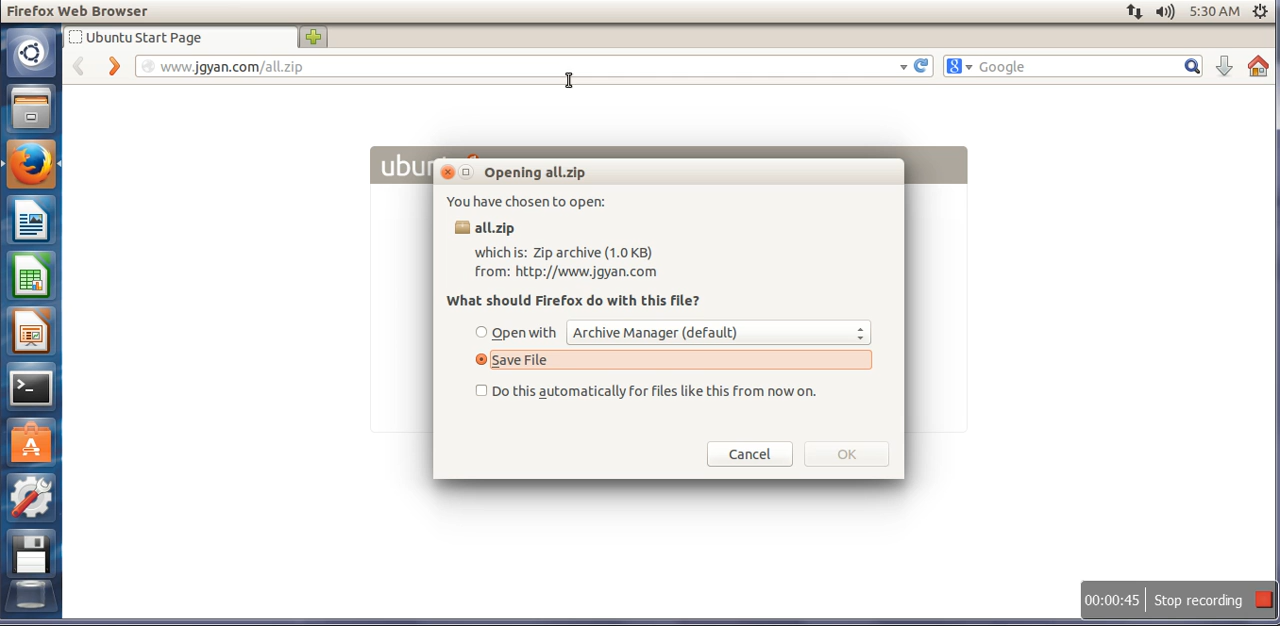 Firefox Web Browser
5:30 AM
Ubuntu Start Page
www.jgyan.com/all.zip
8
Google
Opening all.zip
You have chosen to open:
all.zip
which is: Zip archive (1.0 KB)
from: http://www.jgyan.com
What should Firefox do with this file?
Open with
Archive Manager (default)
Save File
Do this automatically for files like this from now on.
Cancel
OK
>_
A
00:00:45
Stop recording